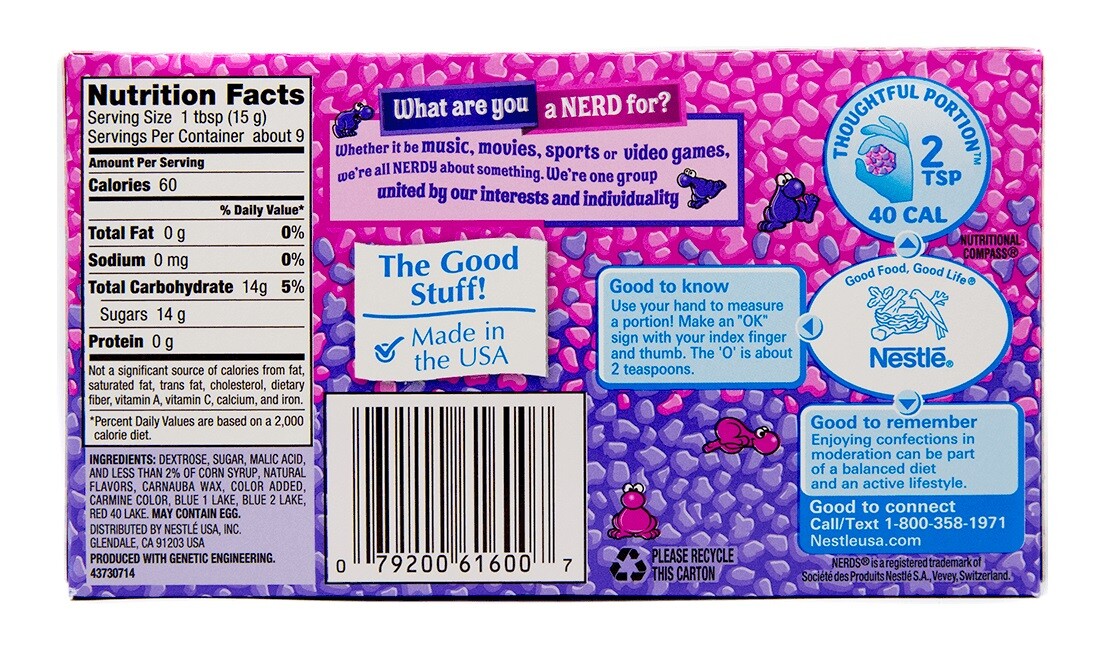 Nutrition Facts
Serving Size 1 tbsp (15 g)
Servings Per Container about 9
Amount Per Serving
Calories 60
% Daily Value*
Total Fat 0 g 0%
Sodium 0 mg 0%
Total Carbohydrate 14g 5%
Sugars 14 g
Protein 0 g
Not a significant source of calories from fat,
saturated fat, trans fat, cholesterol, dietary
fiber, vitamin A, vitamin C, calcium, and iron.
*Percent Daily Values are based on a 2,000
calorie diet.
INGREDIENTS: DEXTROSE, SUGAR, MALIC ACID,
AND LESS THAN 2% OF CORN SYRUP, NATURAL
FLAVORS, CARNAUBA WAX, COLOR ADDED,
CARMINE COLOR, BLUE 1 LAKE, BLUE 2 LAKE,
RED 40 LAKE. MAY CONTAIN EGG.
DISTRIBUTED BY NESTLÉ USA, INC.
GLENDALE, CA 91203 USA
PRODUCED WITH GENETIC ENGINEERING.
43730714
What are you a NERD for?
Whether it be music, movies, sports or video games,
we're all NERDY about something. We're one group
united by our interests and individuality
The Good
Stuff!
Made in
the USA
0 79200 61600 7
THOUGHTFUL PORTION™
2
TSP
40 CAL
NUTRITIONAL
COMPASS®
Good Food, Good Life®
Nestlé®
Good to know
Use your hand to measure
a portion! Make an "OK"
sign with your index finger
and thumb. The 'O' is about
2 teaspoons.
Good to remember
Enjoying confections in
moderation can be part
of a balanced diet
and an active lifestyle.
Good to connect
Call/Text 1-800-358-1971
Nestleusa.com
PLEASE RECYCLE
THIS CARTON
NERDS® is a registered trademark of
Société des Produits Nestlé S.A., Vevey, Switzerland.